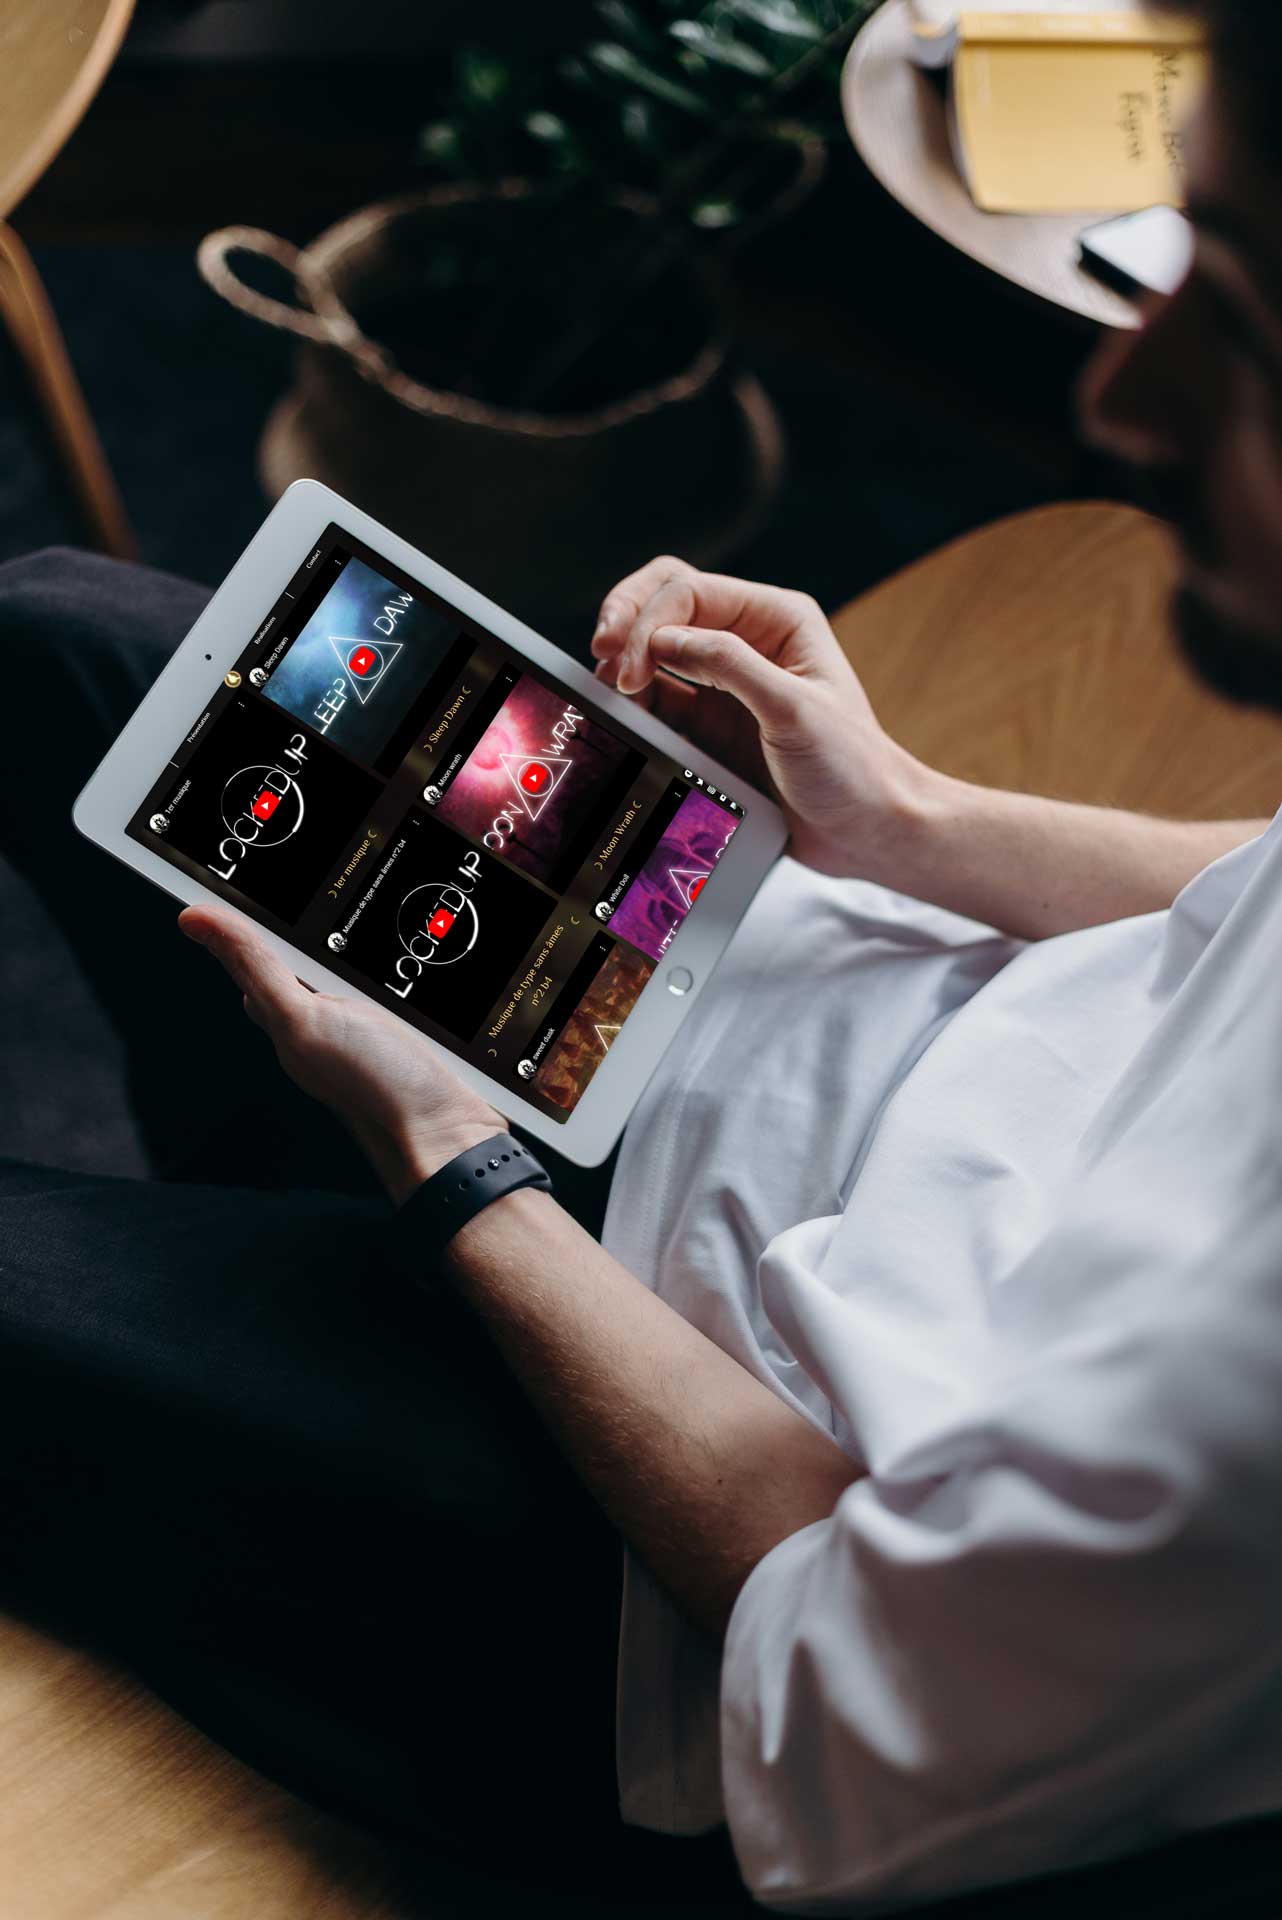 Présentation
Réalisations
Contact
1er musique
LOCKEDUP
☽ 1er musique ☾
Sleep Dawn
LEEP DAW
☽ Sleep Dawn ☾
Musique de type sans âmes n°2 b4
LOCKEDUP
☽ Musique de type sans âmes ☾
n°2 b4
Moon wrath
OON WRAT
☽ Moon Wrath ☾
sweet dusk
White Doll